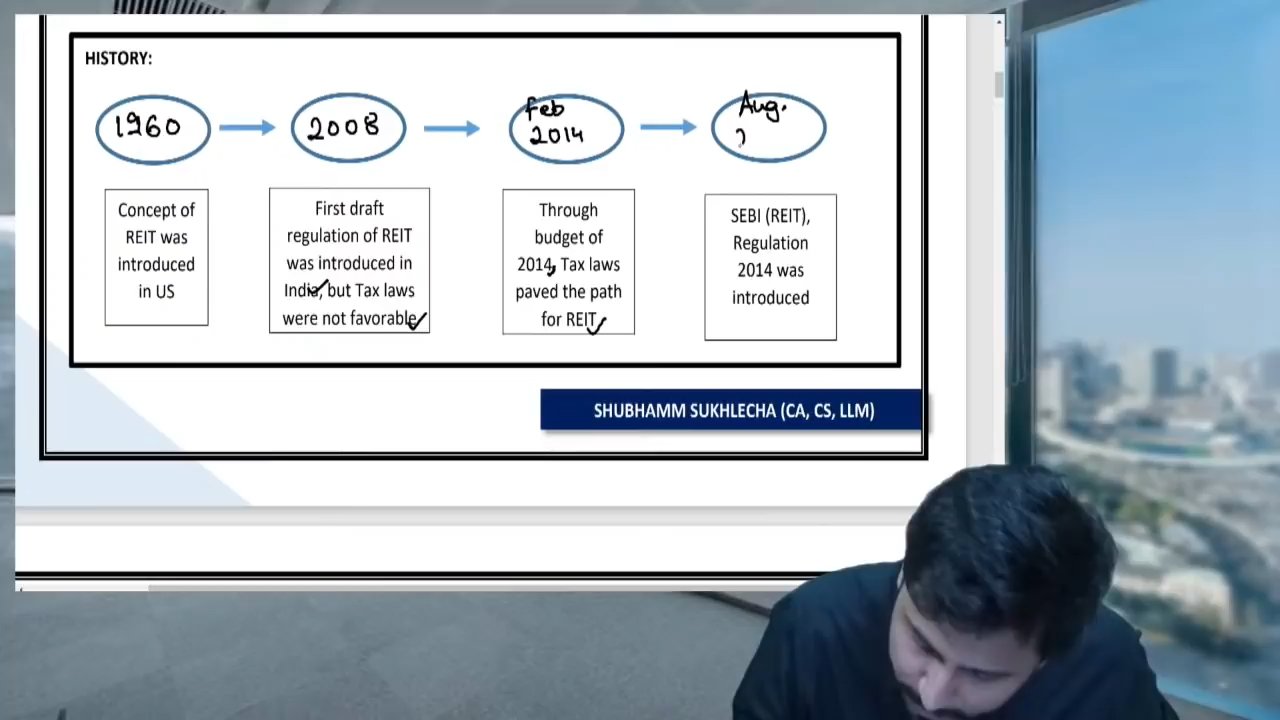 HISTORY:
1960
2008
Feb
2014
Aug.
2
Concept of
REIT was
introduced
in US
First draft
regulation of REIT
was introduced in
India, but Tax laws
were not favorable
Through
budget of
2014, Tax laws
paved the path
for REIT
SEBI (REIT),
Regulation
2014 was
introduced
SHUBHAMM SUKHLECHA (CA, CS, LLM)